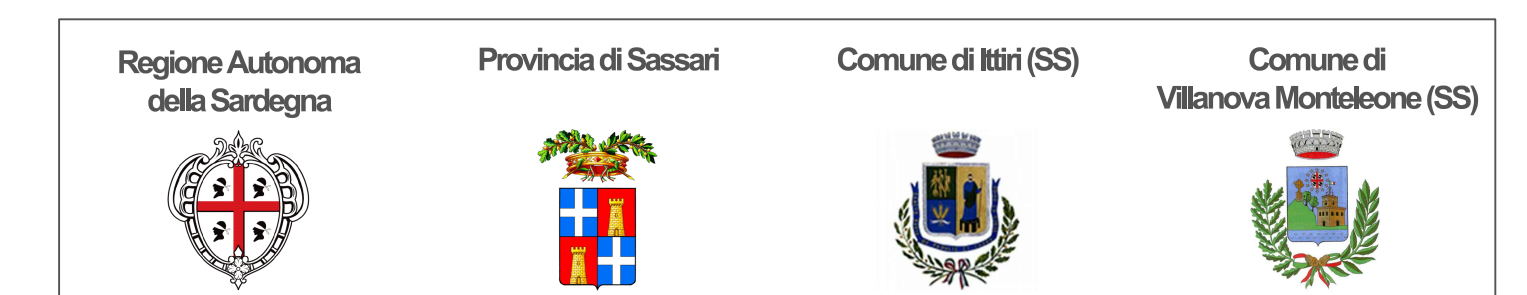 Regione Autonoma
della Sardegna
Provincia di Sassari
Comune di Ittiri (SS)
Comune di
Villanova Monteleone (SS)